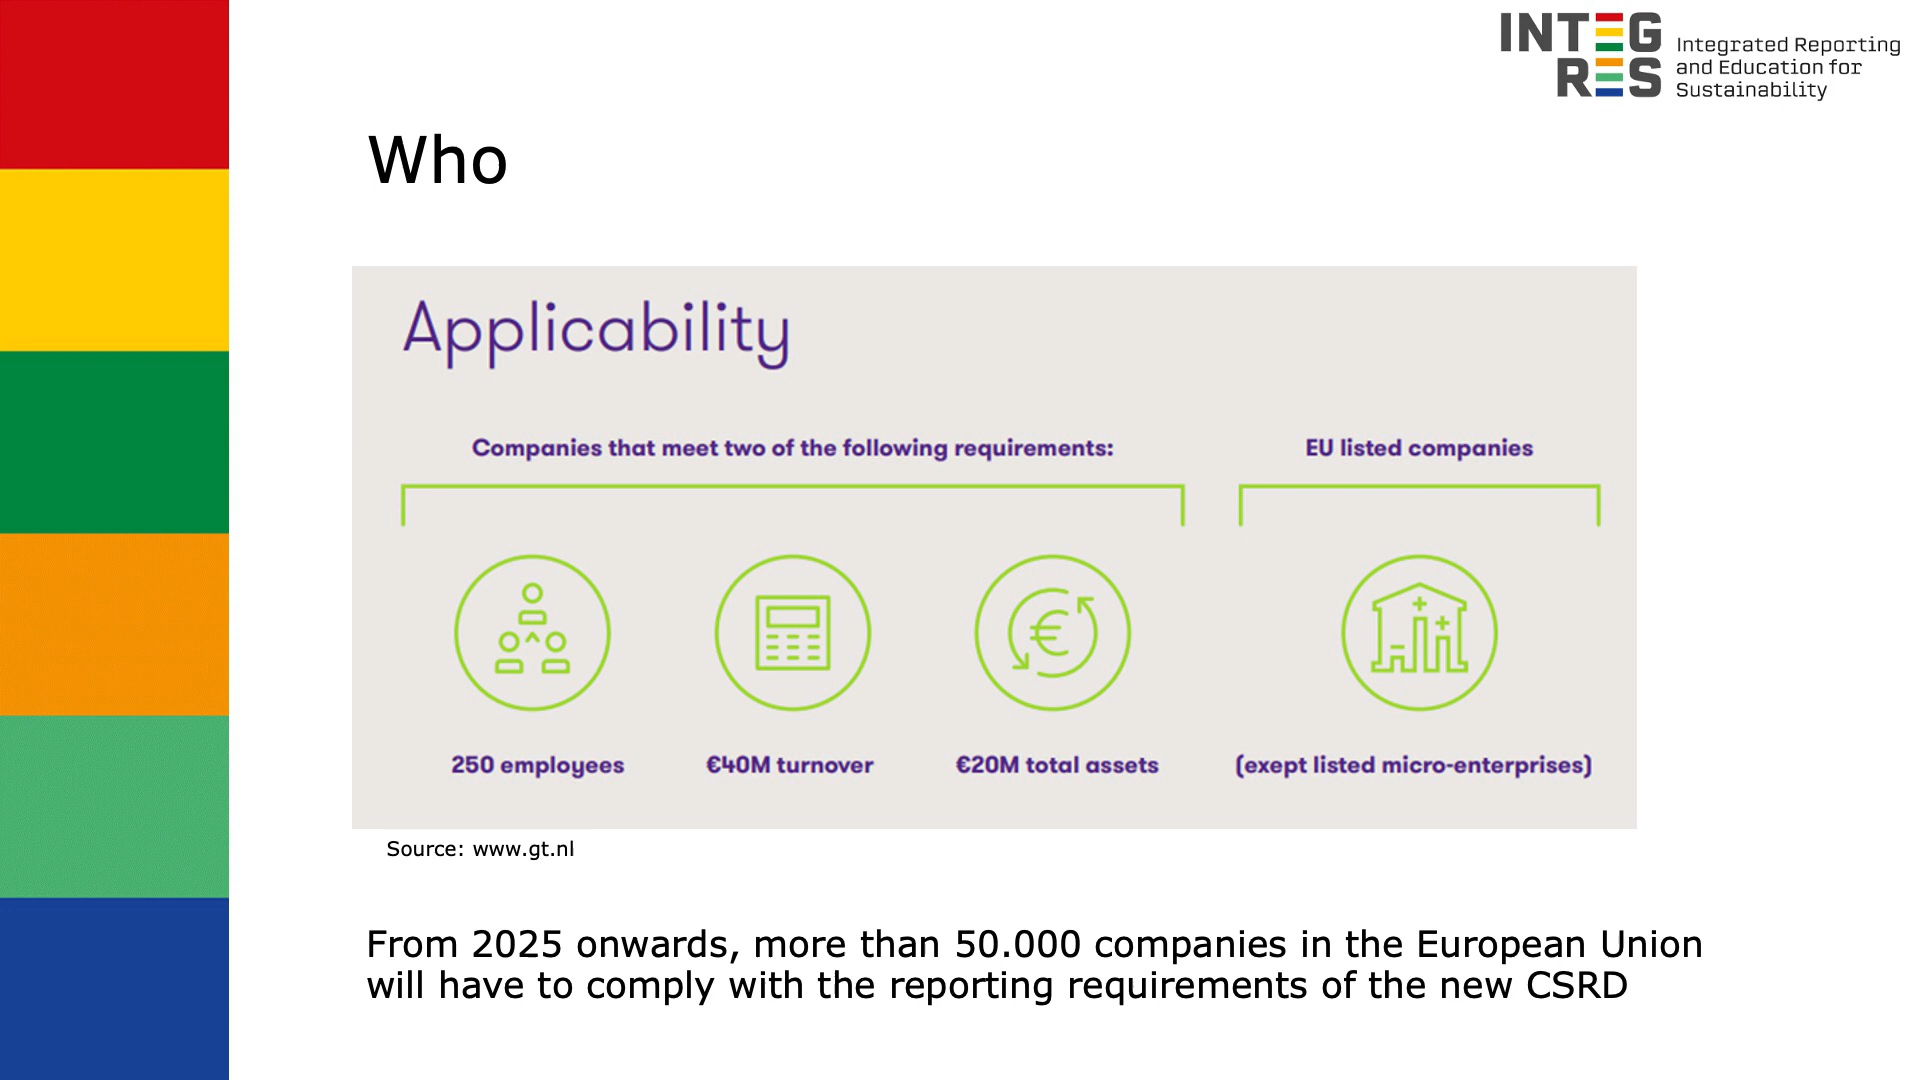 INTEG
RES
Integrated Reporting
and Education for
Sustainability
Who
Applicability
Companies that meet two of the following requirements:
EU listed companies
250 employees
€40M turnover
€20M total assets
(exept listed micro-enterprises)
Source: www.gt.nl
From 2025 onwards, more than 50.000 companies in the European Union
will have to comply with the reporting requirements of the new CSRD